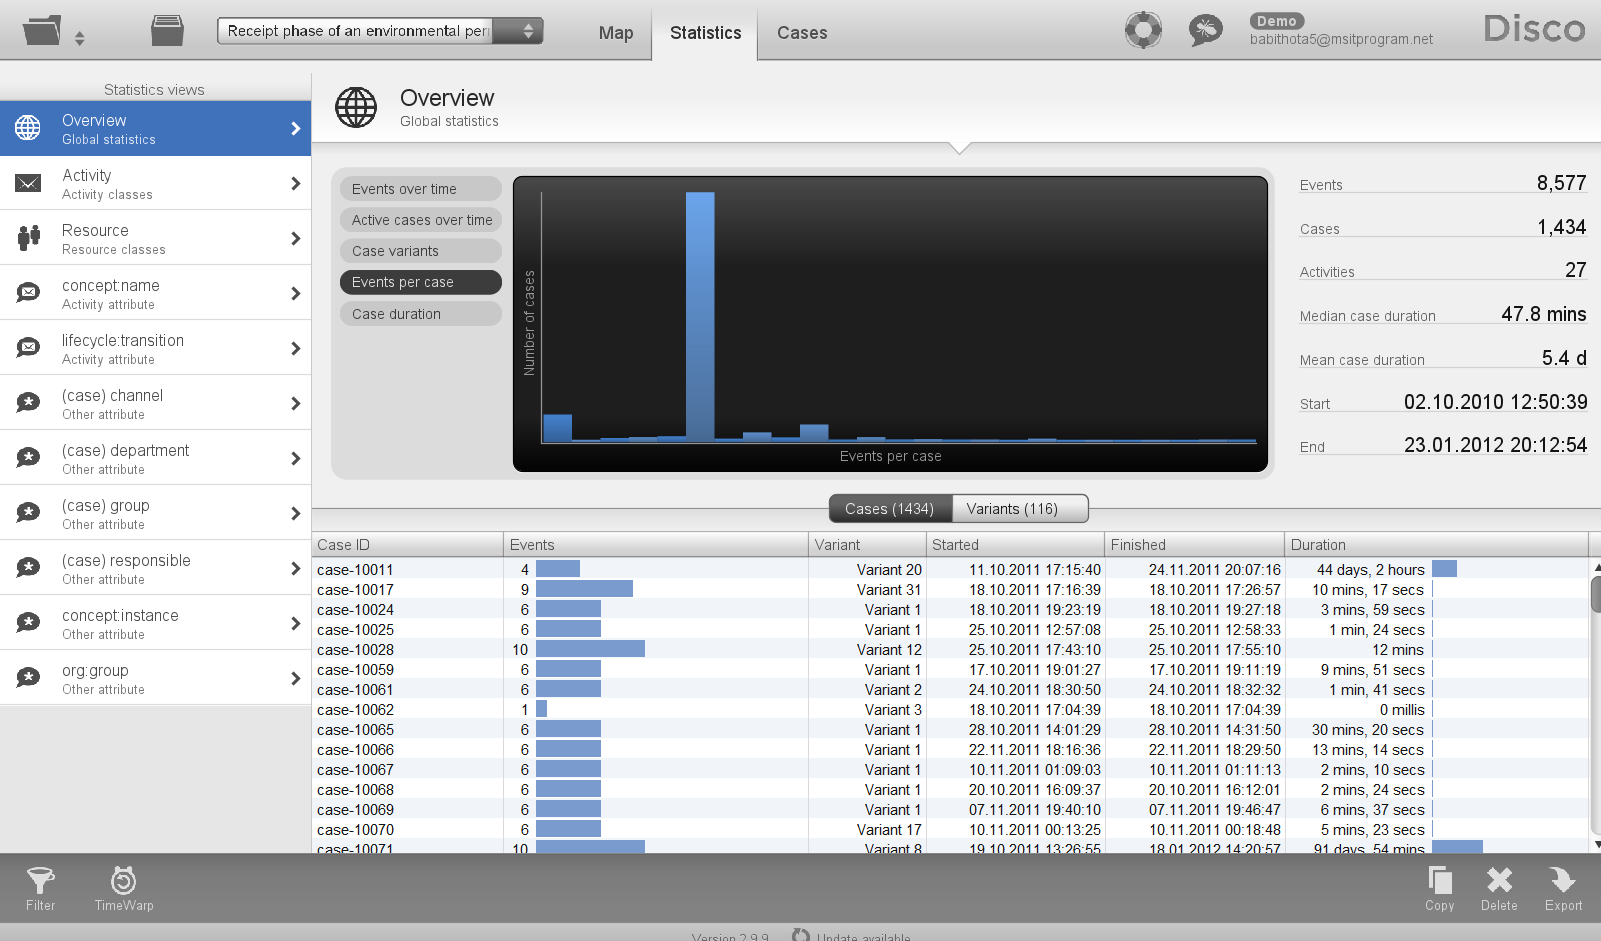 Receipt phase of an environmental per
Map
Statistics
Cases
Demo
babithota5@msitprogram.net
Disco
Statistics views
Overview
Global statistics
Activity
Activity classes
Resource
Resource classes
concept:name
Activity attribute
lifecycle:transition
Activity attribute
(case) channel
Other attribute
(case) department
Other attribute
(case) group
Other attribute
(case) responsible
Other attribute
concept:instance
Other attribute
org:group
Other attribute
Overview
Global statistics
Events over time
Active cases over time
Case variants
Events per case
Case duration
Number of cases
Events per case
Events 8,577
Cases 1,434
Activities 27
Median case duration 47.8 mins
Mean case duration 5.4 d
Start 02.10.2010 12:50:39
End 23.01.2012 20:12:54
Cases (1434) Variants (116)
Case ID Events Variant Started Finished Duration
case-10011 4 Variant 20 11.10.2011 17:15:40 24.11.2011 20:07:16 44 days, 2 hours
case-10017 9 Variant 31 18.10.2011 17:16:39 18.10.2011 17:26:57 10 mins, 17 secs
case-10024 6 Variant 1 18.10.2011 19:23:19 18.10.2011 19:27:18 3 mins, 59 secs
case-10025 6 Variant 1 25.10.2011 12:57:08 25.10.2011 12:58:33 1 min, 24 secs
case-10028 10 Variant 12 25.10.2011 17:43:10 25.10.2011 17:55:10 12 mins
case-10059 6 Variant 1 17.10.2011 19:01:27 17.10.2011 19:11:19 9 mins, 51 secs
case-10061 6 Variant 2 24.10.2011 18:30:50 24.10.2011 18:32:32 1 min, 41 secs
case-10062 1 Variant 3 18.10.2011 17:04:39 18.10.2011 17:04:39 0 millis
case-10065 6 Variant 1 28.10.2011 14:01:29 28.10.2011 14:31:50 30 mins, 20 secs
case-10066 6 Variant 1 22.11.2011 18:16:36 22.11.2011 18:29:50 13 mins, 14 secs
case-10067 6 Variant 1 10.11.2011 01:09:03 10.11.2011 01:11:13 2 mins, 10 secs
case-10068 6 Variant 1 20.10.2011 16:09:37 20.10.2011 16:12:01 2 mins, 24 secs
case-10069 6 Variant 1 07.11.2011 19:40:10 07.11.2011 19:46:47 6 mins, 37 secs
case-10070 6 Variant 17 10.11.2011 00:13:25 10.11.2011 00:18:48 5 mins, 23 secs
case-10071 10 Variant 8 19.10.2011 13:26:55 18.01.2012 14:20:57 91 days, 54 mins
Filter
TimeWarp
Copy
Delete
Export
Version 2.9.9
Update available